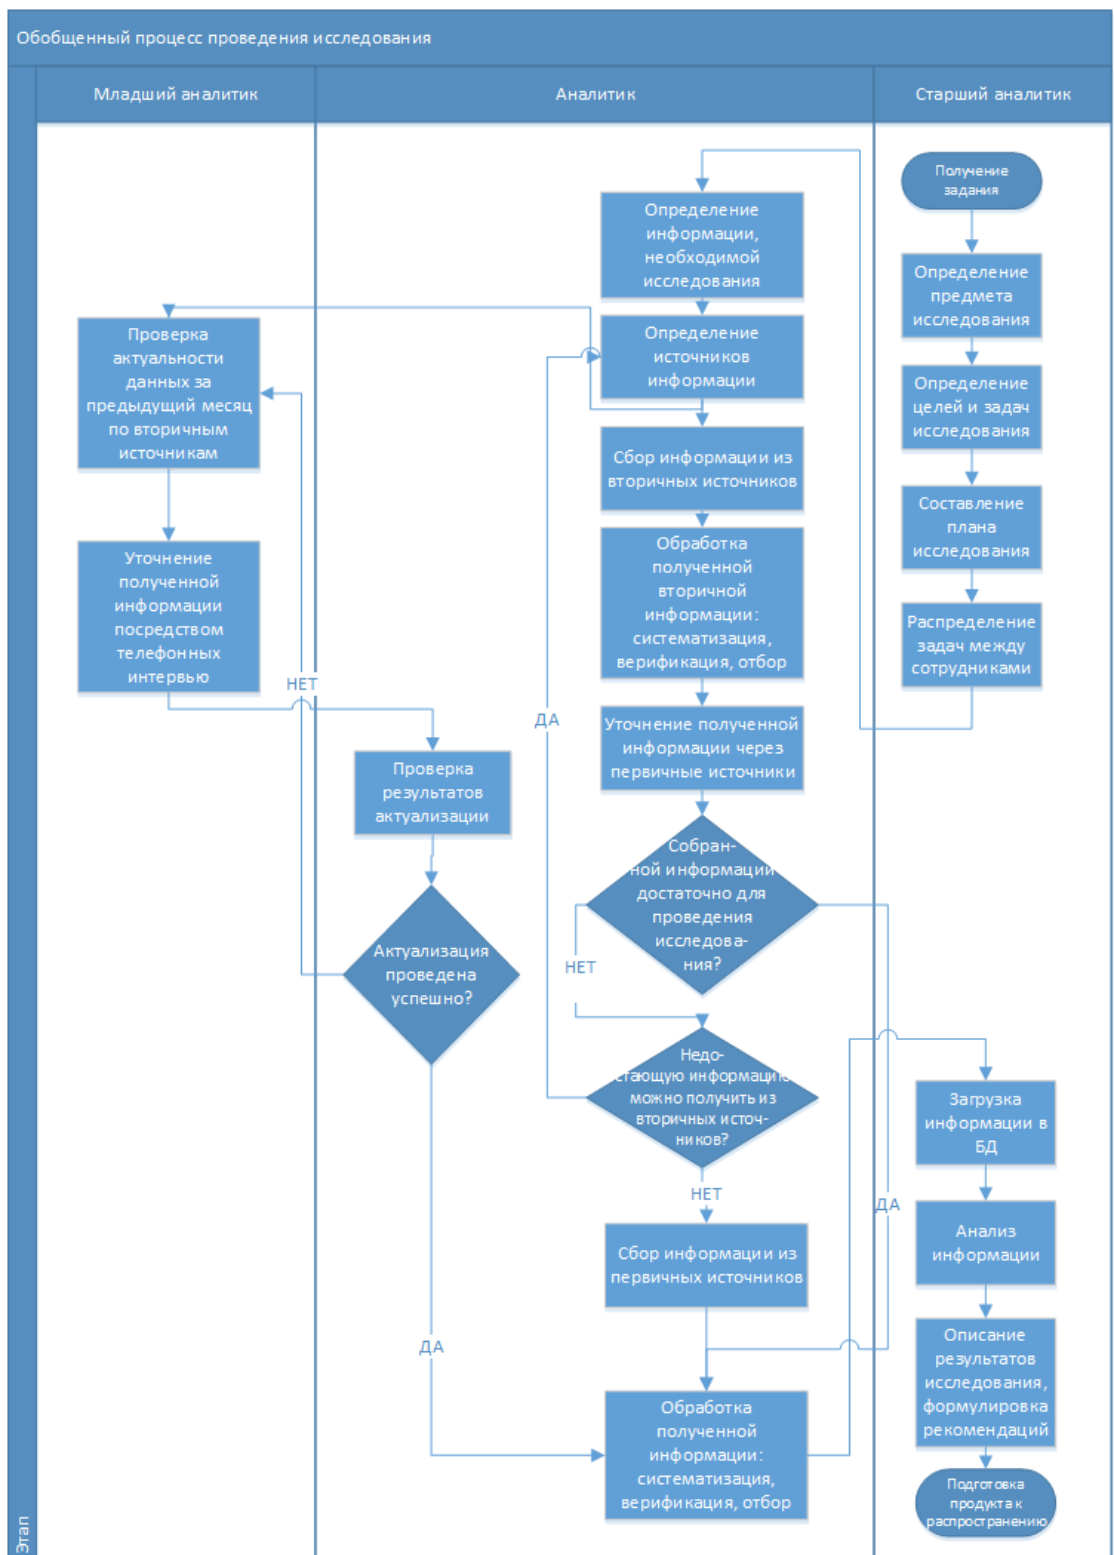 Обобщенный процесс проведения исследования
Младший аналитик
Аналитик
Старший аналитик
Этап
Получение
задания
Определение
предмета
исследования
Определение
целей и задач
исследования
Составление
плана
исследования
Распределение
задач между
сотрудниками
Определение
информации,
необходимой
исследования
Определение
источников
информации
Сбор информации из
вторичных источников
Обработка
полученной
вторичной
информации:
систематизация,
верификация, отбор
Уточнение полученной
информации через
первичные источники
Собран-
ной информации
достаточно для
проведения
исследова-
ния?
НЕТ
ДА
Недо-
стающую информацию
можно получить из
вторичных источ-
ников?
ДА
НЕТ
Сбор информации из
первичных источников
Обработка
полученной
информации:
систематизация,
верификация, отбор
Проверка
актуальности
данных за
предыдущий месяц
по вторичным
источникам
Уточнение
полученной
информации
посредством
телефонных
интервью
Проверка
результатов
актуализации
Актуализация
проведена
успешно?
НЕТ
ДА
Загрузка
информации в
БД
Анализ
информации
Описание
результатов
исследования,
формулировка
рекомендаций
Подготовка
продукта к
распространению